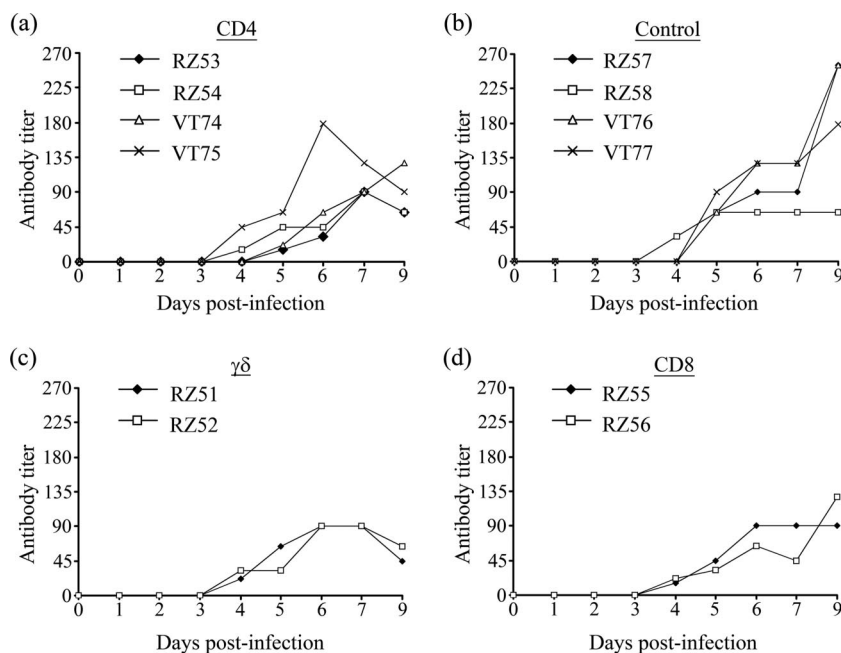 (a)
CD4
RZ53
RZ54
VT74
VT75
Antibody titer
270
225
180
135
90
45
0
0 1 2 3 4 5 6 7 9
Days post-infection
(b)
Control
RZ57
RZ58
VT76
VT77
Antibody titer
270
225
180
135
90
45
0
0 1 2 3 4 5 6 7 9
Days post-infection
(c)
γδ
RZ51
RZ52
Antibody titer
270
225
180
135
90
45
0
0 1 2 3 4 5 6 7 9
Days post-infection
(d)
CD8
RZ55
RZ56
Antibody titer
270
225
180
135
90
45
0
0 1 2 3 4 5 6 7 9
Days post-infection